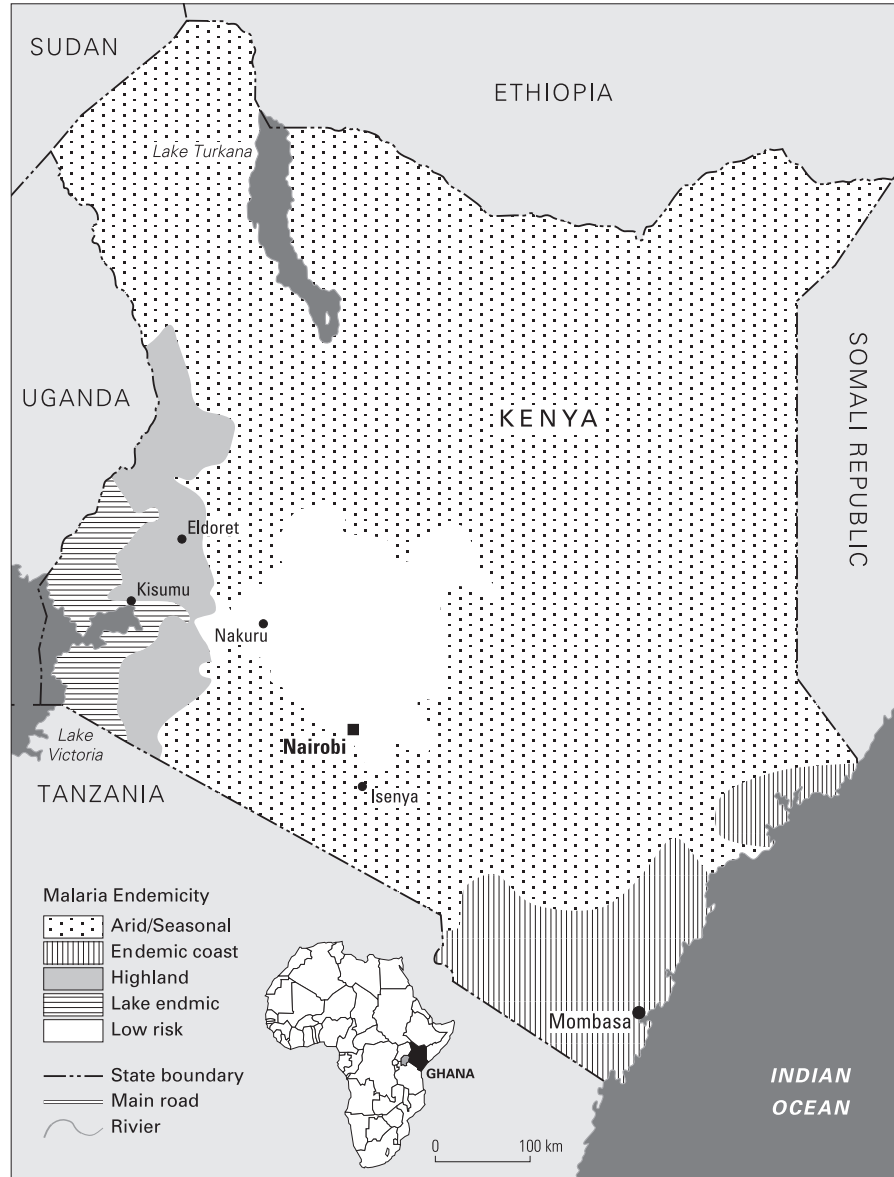 SUDAN
ETHIOPIA
Lake Turkana
UGANDA
KENYA
SOMALI REPUBLIC
Eldoret
Kisumu
Nakuru
Nairobi
Lake
Victoria
Isenya
TANZANIA
Malaria Endemicity
Arid/Seasonal
Endemic coast
Highland
Lake endmic
Low risk
State boundary
Main road
Rivier
GHANA
0 100 km
Mombasa
INDIAN
OCEAN